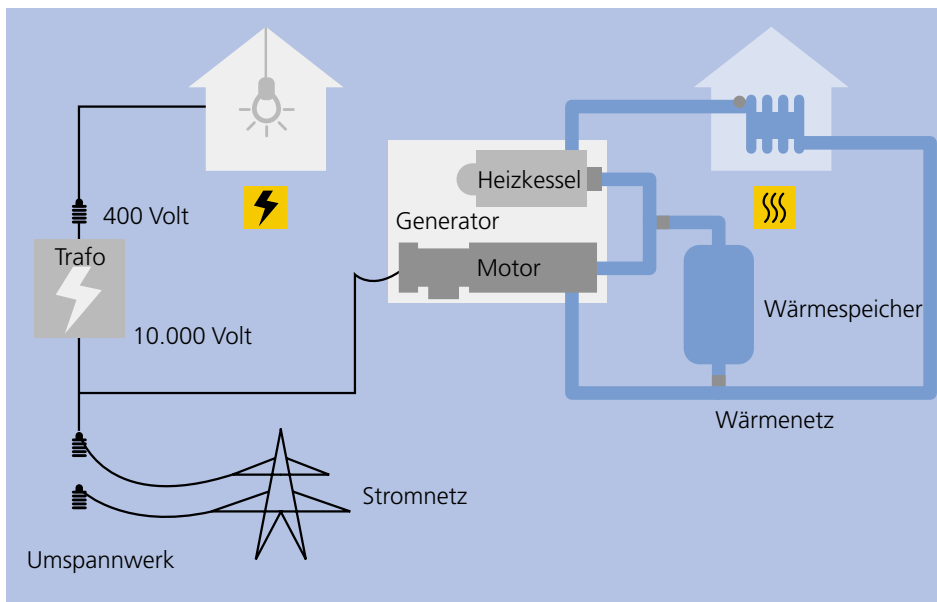 Heizkessel
400 Volt
Generator
Trafo
Motor
Wärmespeicher
10.000 Volt
Wärmenetz
Stromnetz
Umspannwerk